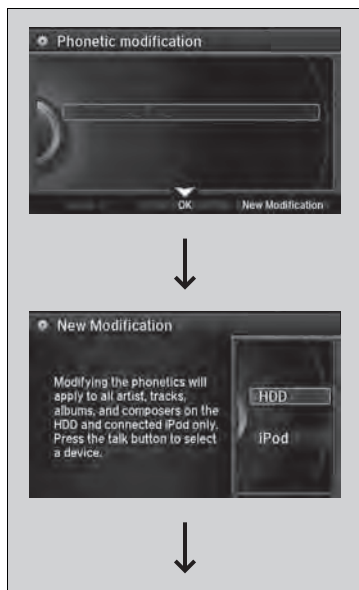 Phonetic modification
OK New Modification
New Modification
Modifying the phonetics will
apply to all artist, tracks,
albums, and composers on the
HDD and connected iPod only.
Press the talk button to select
a device.
HDD
iPod